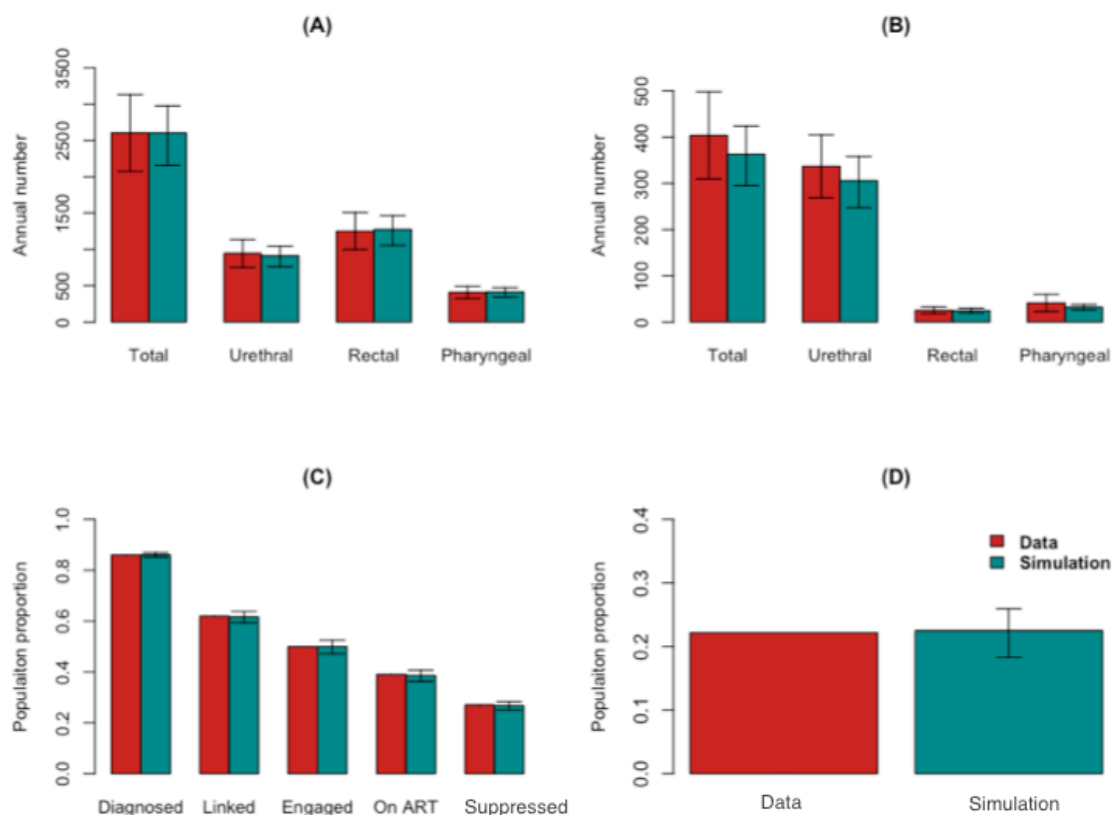 (A)
Annual number
3500
2500
1500
500
0
Total Urethral Rectal Pharyngeal
(B)
Annual number
500
400
300
200
100
0
Total Urethral Rectal Pharyngeal
(C)
Populaiton proportion
1.0
0.8
0.6
0.4
0.2
0.0
Diagnosed Linked Engaged On ART Suppressed
(D)
Populaiton proportion
0.4
0.3
0.2
0.1
0.0
Data
Simulation
Data Simulation